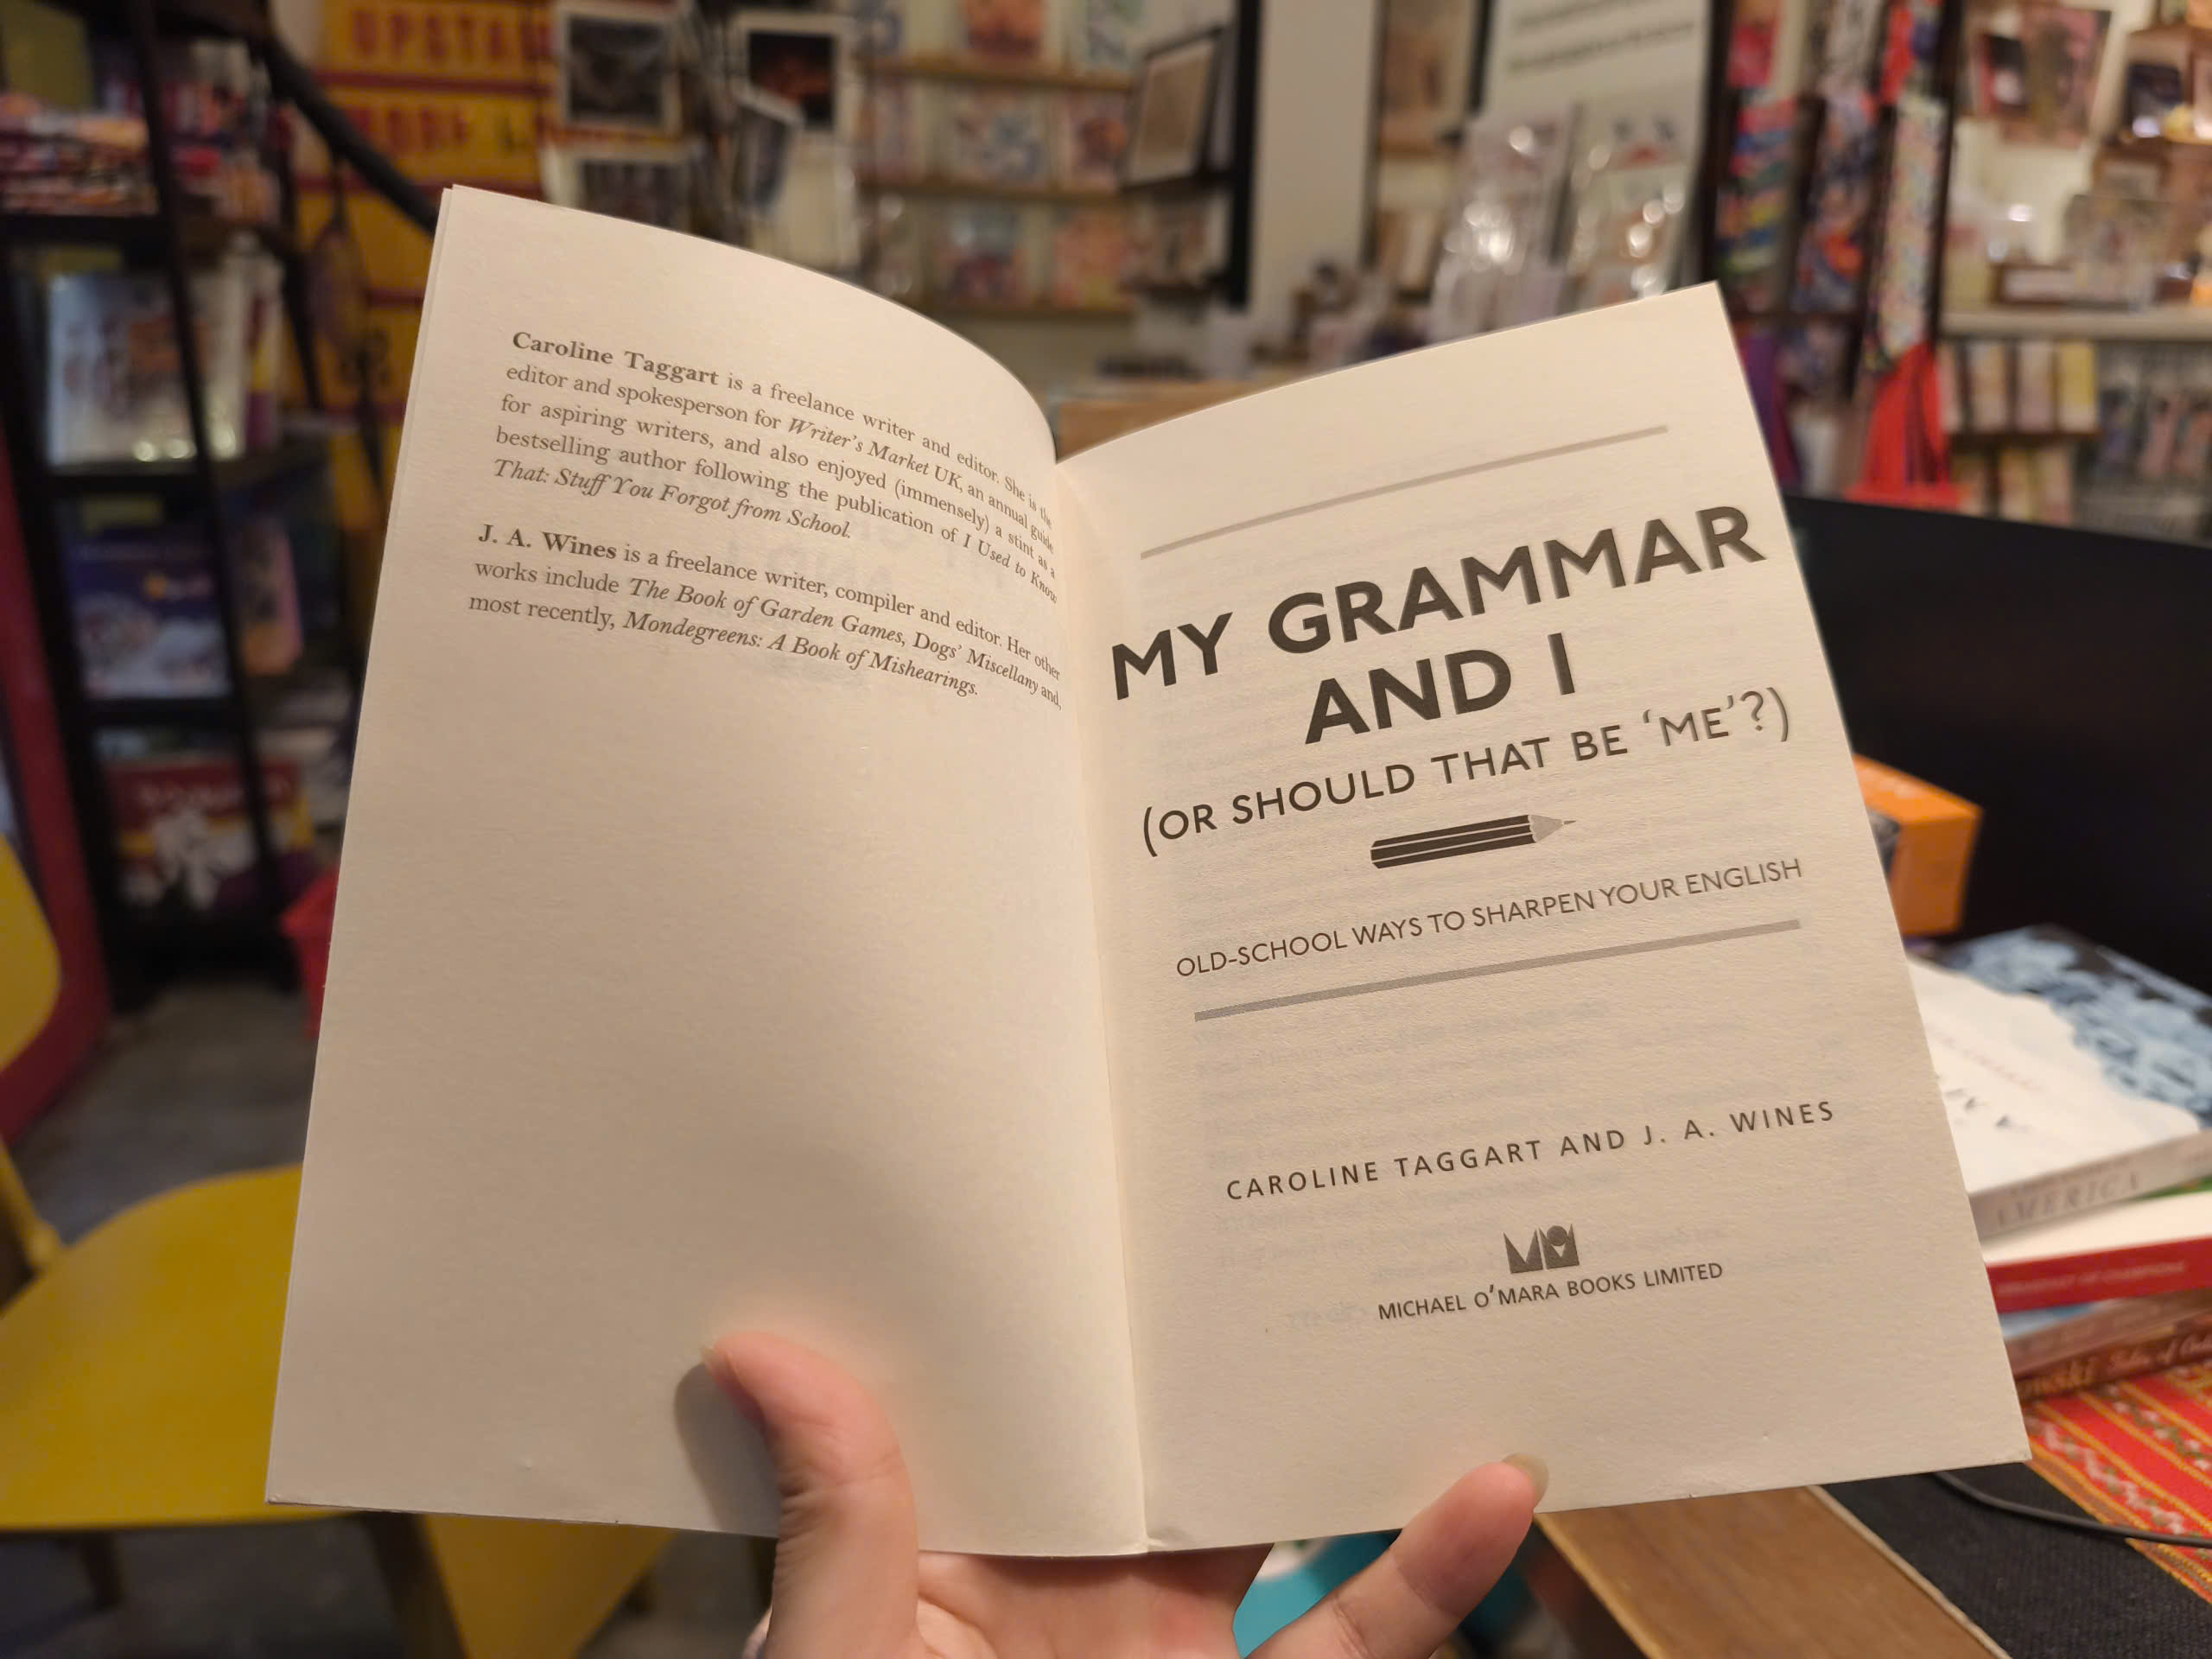 UPSTA
MORE
Caroline Taggart is a freelance writer and editor. She is the
editor and spokesperson for Writer's Market UK, an annual guide
for aspiring writers, and also enjoyed (immensely) a stint as a
bestselling author following the publication of I Used to Know
That: Stuff You Forgot from School.
J. A. Wines is a freelance writer, compiler and editor. Her other
works include The Book of Garden Games, Dogs' Miscellany and,
most recently, Mondegreens: A Book of Mishearings.
MY GRAMMAR
AND I
(OR SHOULD THAT BE ‘ME’?)
OLD-SCHOOL WAYS TO SHARPEN YOUR ENGLISH
CAROLINE TAGGART AND J. A. WINES
MICHAEL O'MARA BOOKS LIMITED
AMERICA